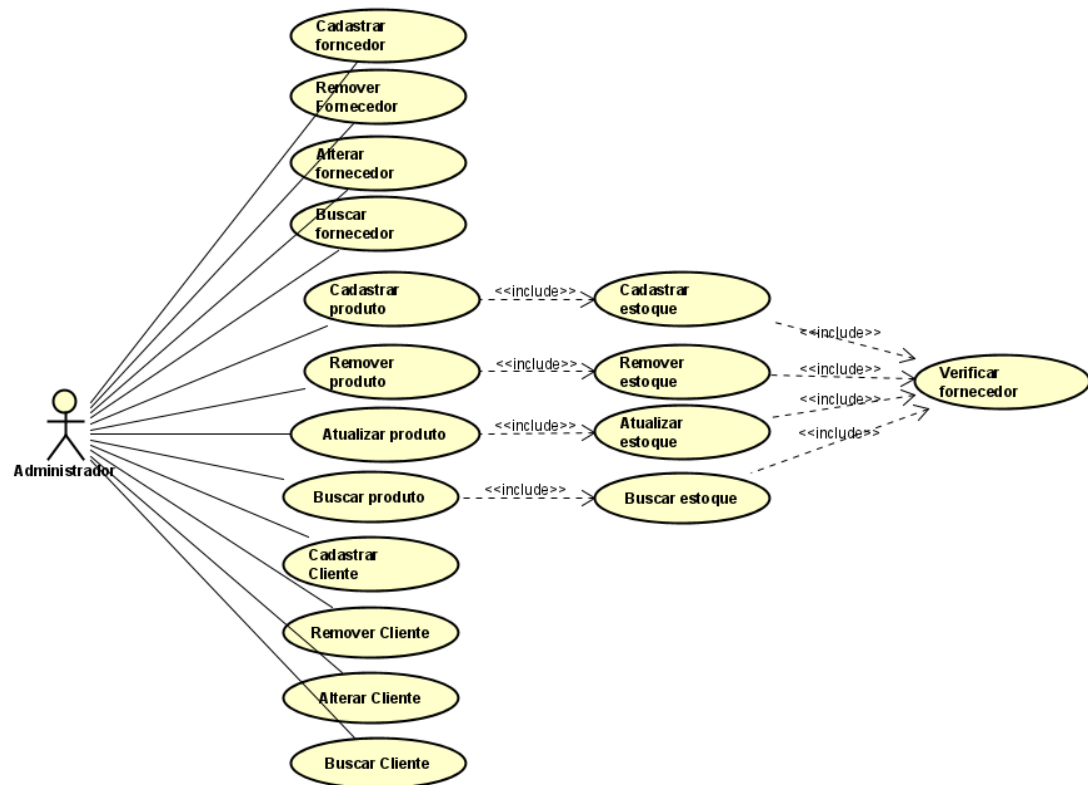 Cadastrar
forncedor
Remover
Fornecedor
Alterar
fornecedor
Buscar
fornecedor
Cadastrar
produto
<<include>>
Cadastrar
estoque
<<include>>
Remover
produto
<<include>>
Remover
estoque
<<include>>
Verificar
fornecedor
Atualizar produto
<<include>>
Atualizar
estoque
<<include>>
Administrador
Buscar produto
<<include>>
Buscar estoque
<<include>>
Cadastrar
Cliente
Remover Cliente
Alterar Cliente
Buscar Cliente